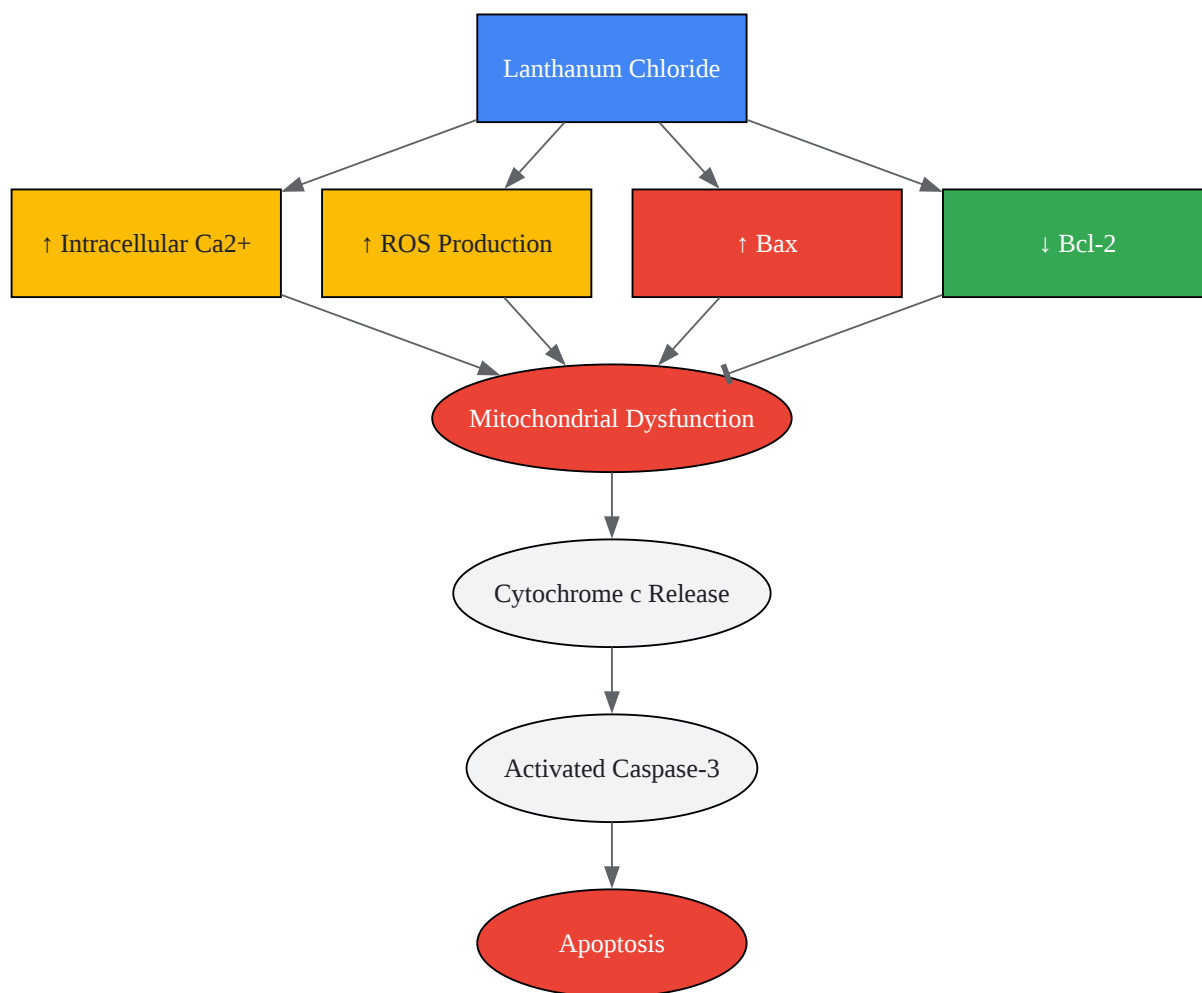 Lanthanum Chloride
↑ Intracellular Ca2+
↑ ROS Production
↑ Bax
↓ Bcl-2
Mitochondrial Dysfunction
Cytochrome c Release
Activated Caspase-3
Apoptosis